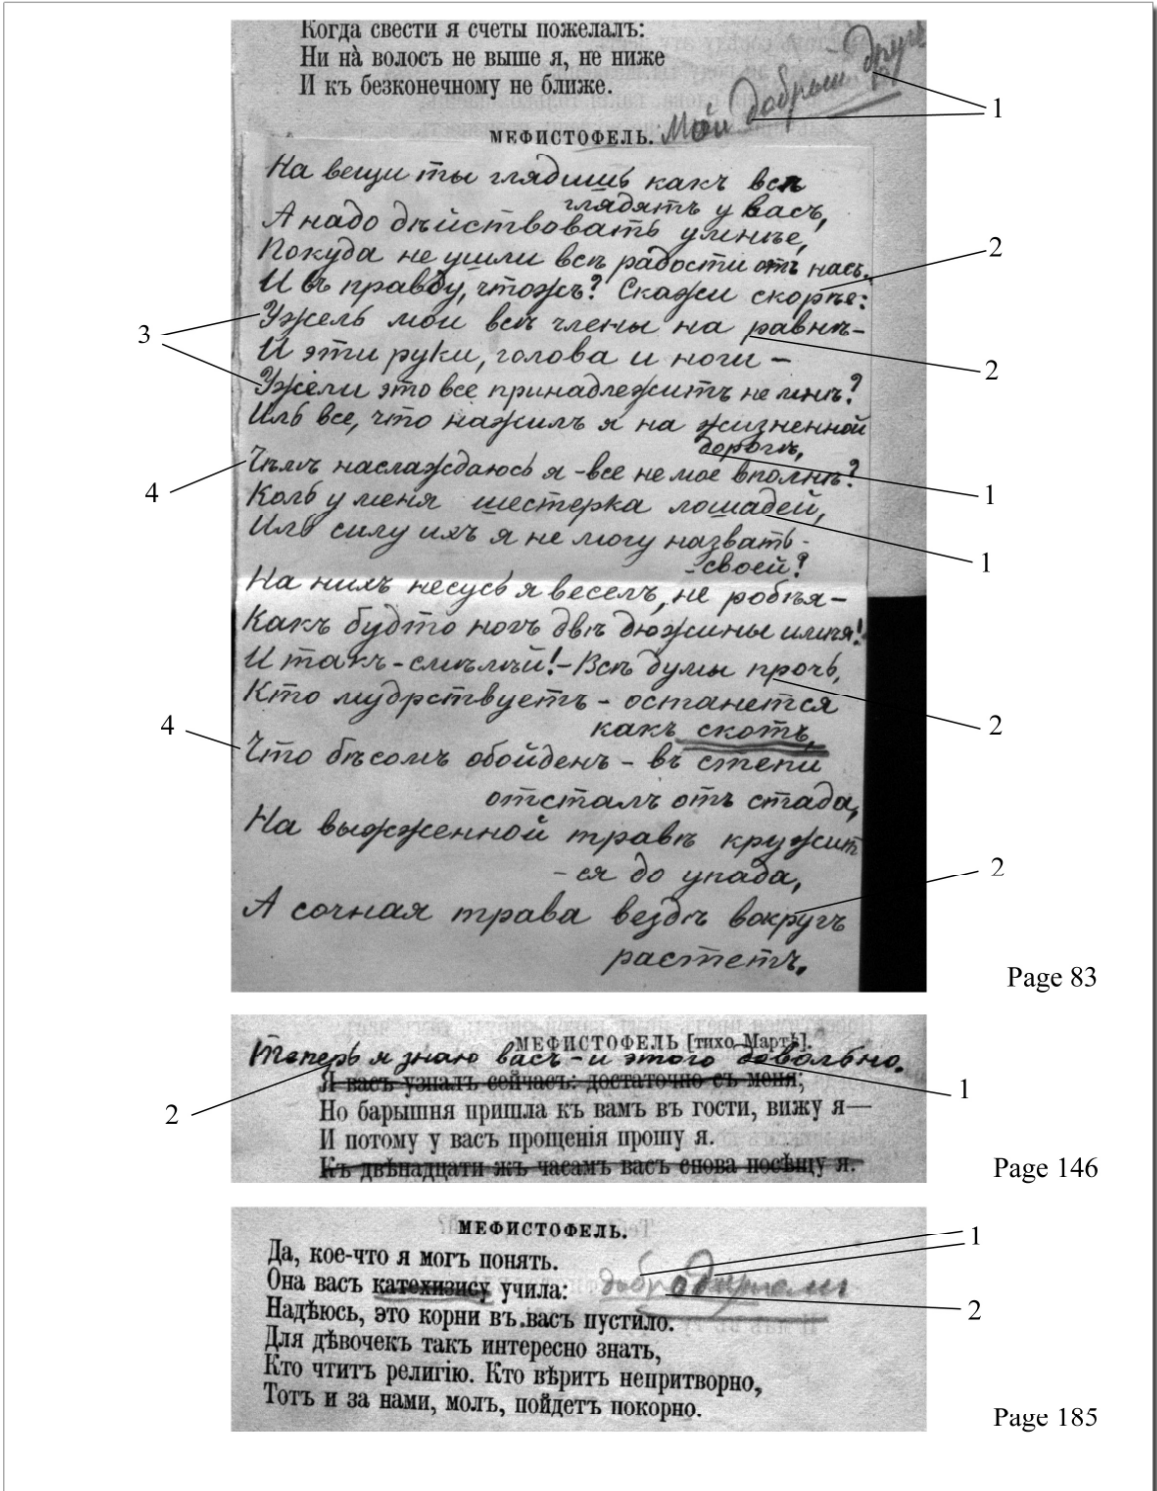 Когда свести я счеты пожелалъ:
Ни на̀ волосъ не выше я, не ниже
И къ безконечному не ближе.
МЕФИСТОФЕЛЬ. Мой добрый другъ
1
На вещи ты глядишь какъ всѣ
глядятъ у васъ,
А надо дѣйствовать умнѣе,
Покуда не ушли всѣ радости отъ насъ.
2
И въ правду, чтожъ? Скажи скорѣе:
3
Ужель мои всѣ члены на равнѣ—
И эти руки, голова и ноги —
2
Ужели это все принадлежитъ не мнѣ?
Иль все, что нажилъ я на жизненной
дорогѣ,
4
Чѣмъ наслаждаюсь я - все не мое вполнѣ?
1
Коль у меня шестерка лошадей,
Иль силу ихъ я не могу назвать -
- своей?
1
На нихъ несусь я веселъ, не робѣя —
Какъ будто ногъ двѣ дюжины имѣя!
И такъ - смѣлѣй! - Всѣ думы прочь,
Кто мудрствуетъ - останется
2
какъ скотъ,
4
Что бѣсомъ обойденъ - въ степи
отсталъ отъ стада,
На выжженной травѣ кружит
- ся до упада,
2
А сочная трава вездѣ вокругъ
растетъ.
Page 83
МЕФИСТОФЕЛЬ [тихо Мартѣ].
Теперь я знаю васъ - и этого довольно.
Я васъ узналъ сейчасъ: достаточно съ меня;
1
2
Но барышня пришла къ вамъ въ гости, вижу я—
И потому у васъ прощенія прошу я.
Къ двѣнадцати жъ часамъ васъ снова посѣщу я.
Page 146
МЕФИСТОФЕЛЬ.
1
1
Да, кое-что я могъ понять.
Она васъ катехизису учила: добродѣтели
2
Надѣюсь, это корни въ васъ пустило.
Для дѣвочекъ такъ интересно знать,
Кто чтитъ религію. Кто вѣритъ непритворно,
Тотъ и за нами, молъ, пойдетъ покорно.
Page 185